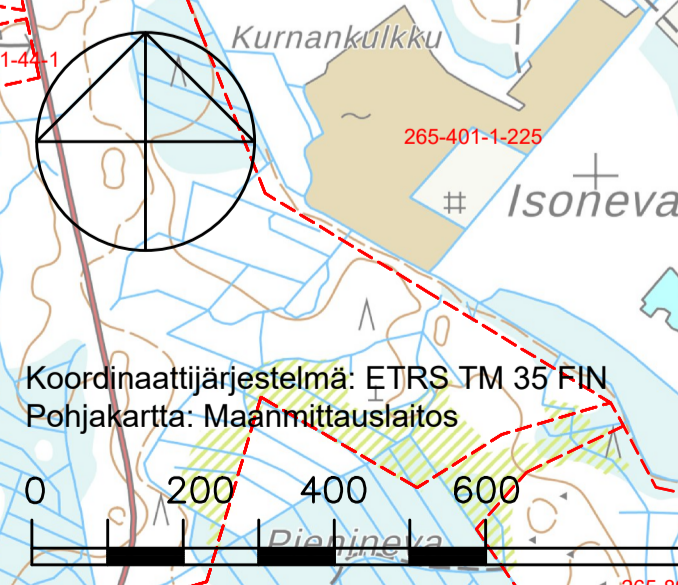 Kurnankulkku
1-44-1
265-401-1-225
Isoneva
Koordinaattijärjestelmä: ETRS TM 35 FIN
Pohjakartta: Maanmittauslaitos
0 200 400 600
Pienineva